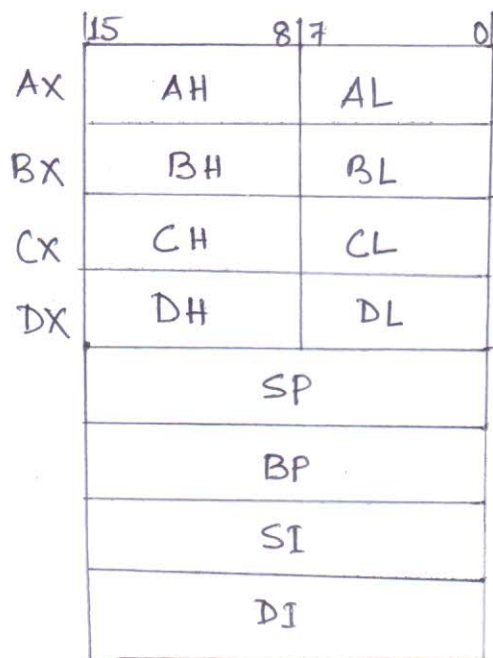 15 8 7 0
AX AH AL
BX BH BL
CX CH CL
DX DH DL
SP
BP
SI
DI